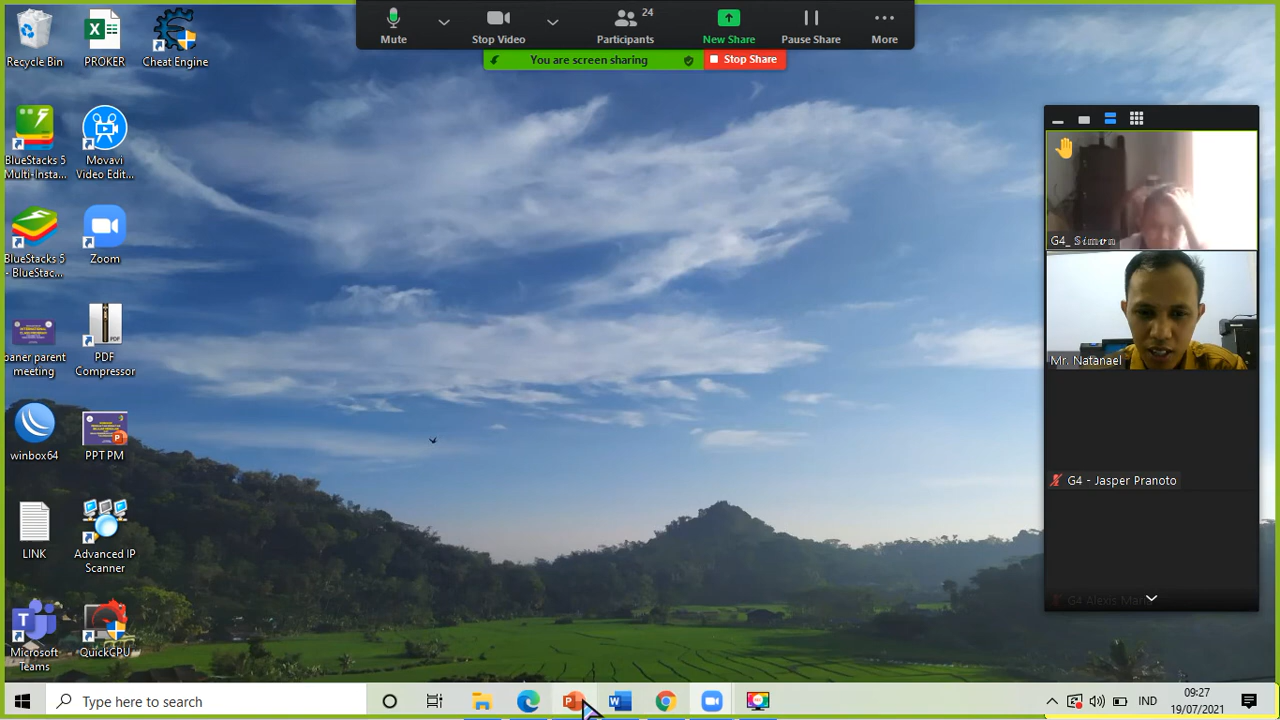 Mute
Stop Video
Participants
24
New Share
Pause Share
More
You are screen sharing
Stop Share
Recycle Bin
PROKER
Cheat Engine
BlueStacks 5
Multi-Insta...
Movavi
Video Edit...
BlueStacks
5 - BlueStac...
Zoom
paner parent
meeting
PDF
Compressor
winbox64
PPT PM
LINK
Advanced IP
Scanner
Microsoft
Teams
QuickCPU
G4_ 𝕊𝕚𝕞𝕠𝕟
Mr. Natanael
G4 - Jasper Pranoto
G4 Alexis
Type here to search
IND
09:27
19/07/2021